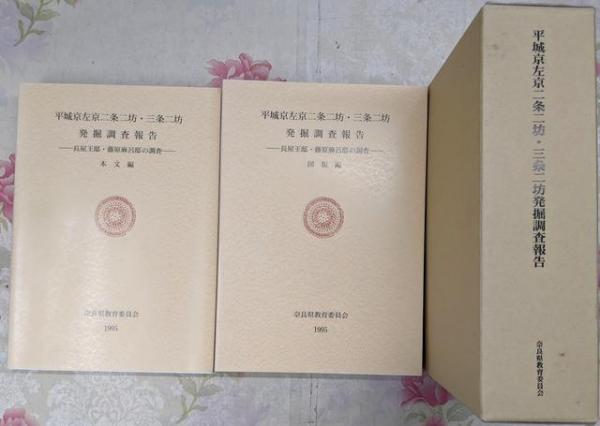 平城京左京二条二坊・三条二坊
発掘調査報告
―長屋王邸・藤原麻呂邸の調査―
本文編
奈良県教育委員会
1995
平城京左京二条二坊・三条二坊
発掘調査報告
―長屋王邸・藤原麻呂邸の調査―
図版編
奈良県教育委員会
1995
平城京左京二条二坊・三条二坊発掘調査報告
奈良県教育委員会